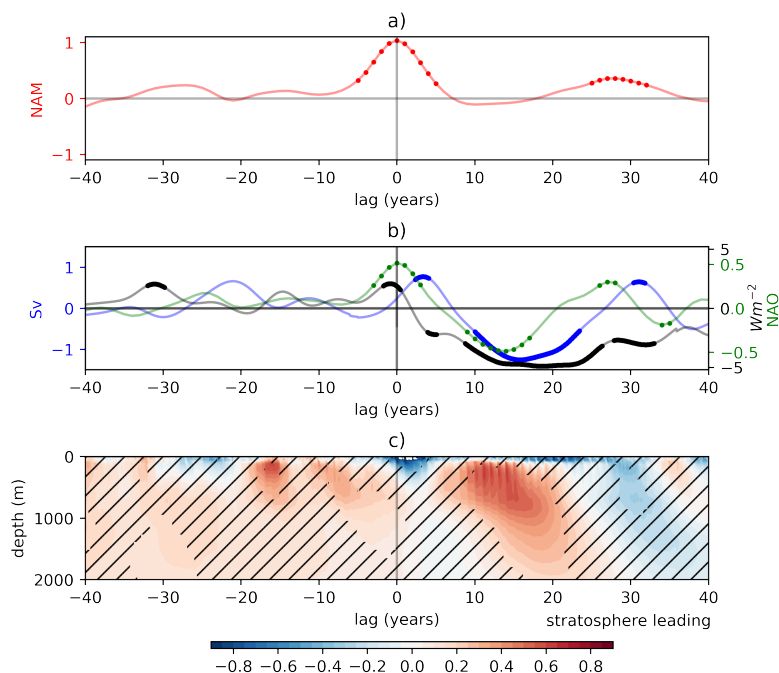 a)
1
0
−1
NAM
−40 −30 −20 −10 0 10 20 30 40
lag (years)
b)
1
0
−1
Sv
5
0.5
0.0
−0.5
−5
Wm−2
NAO
−40 −30 −20 −10 0 10 20 30 40
lag (years)
c)
0
1000
2000
depth (m)
−40 −30 −20 −10 0 10 20 30 40
lag (years)
stratosphere leading
−0.8 −0.6 −0.4 −0.2 0.0 0.2 0.4 0.6 0.8